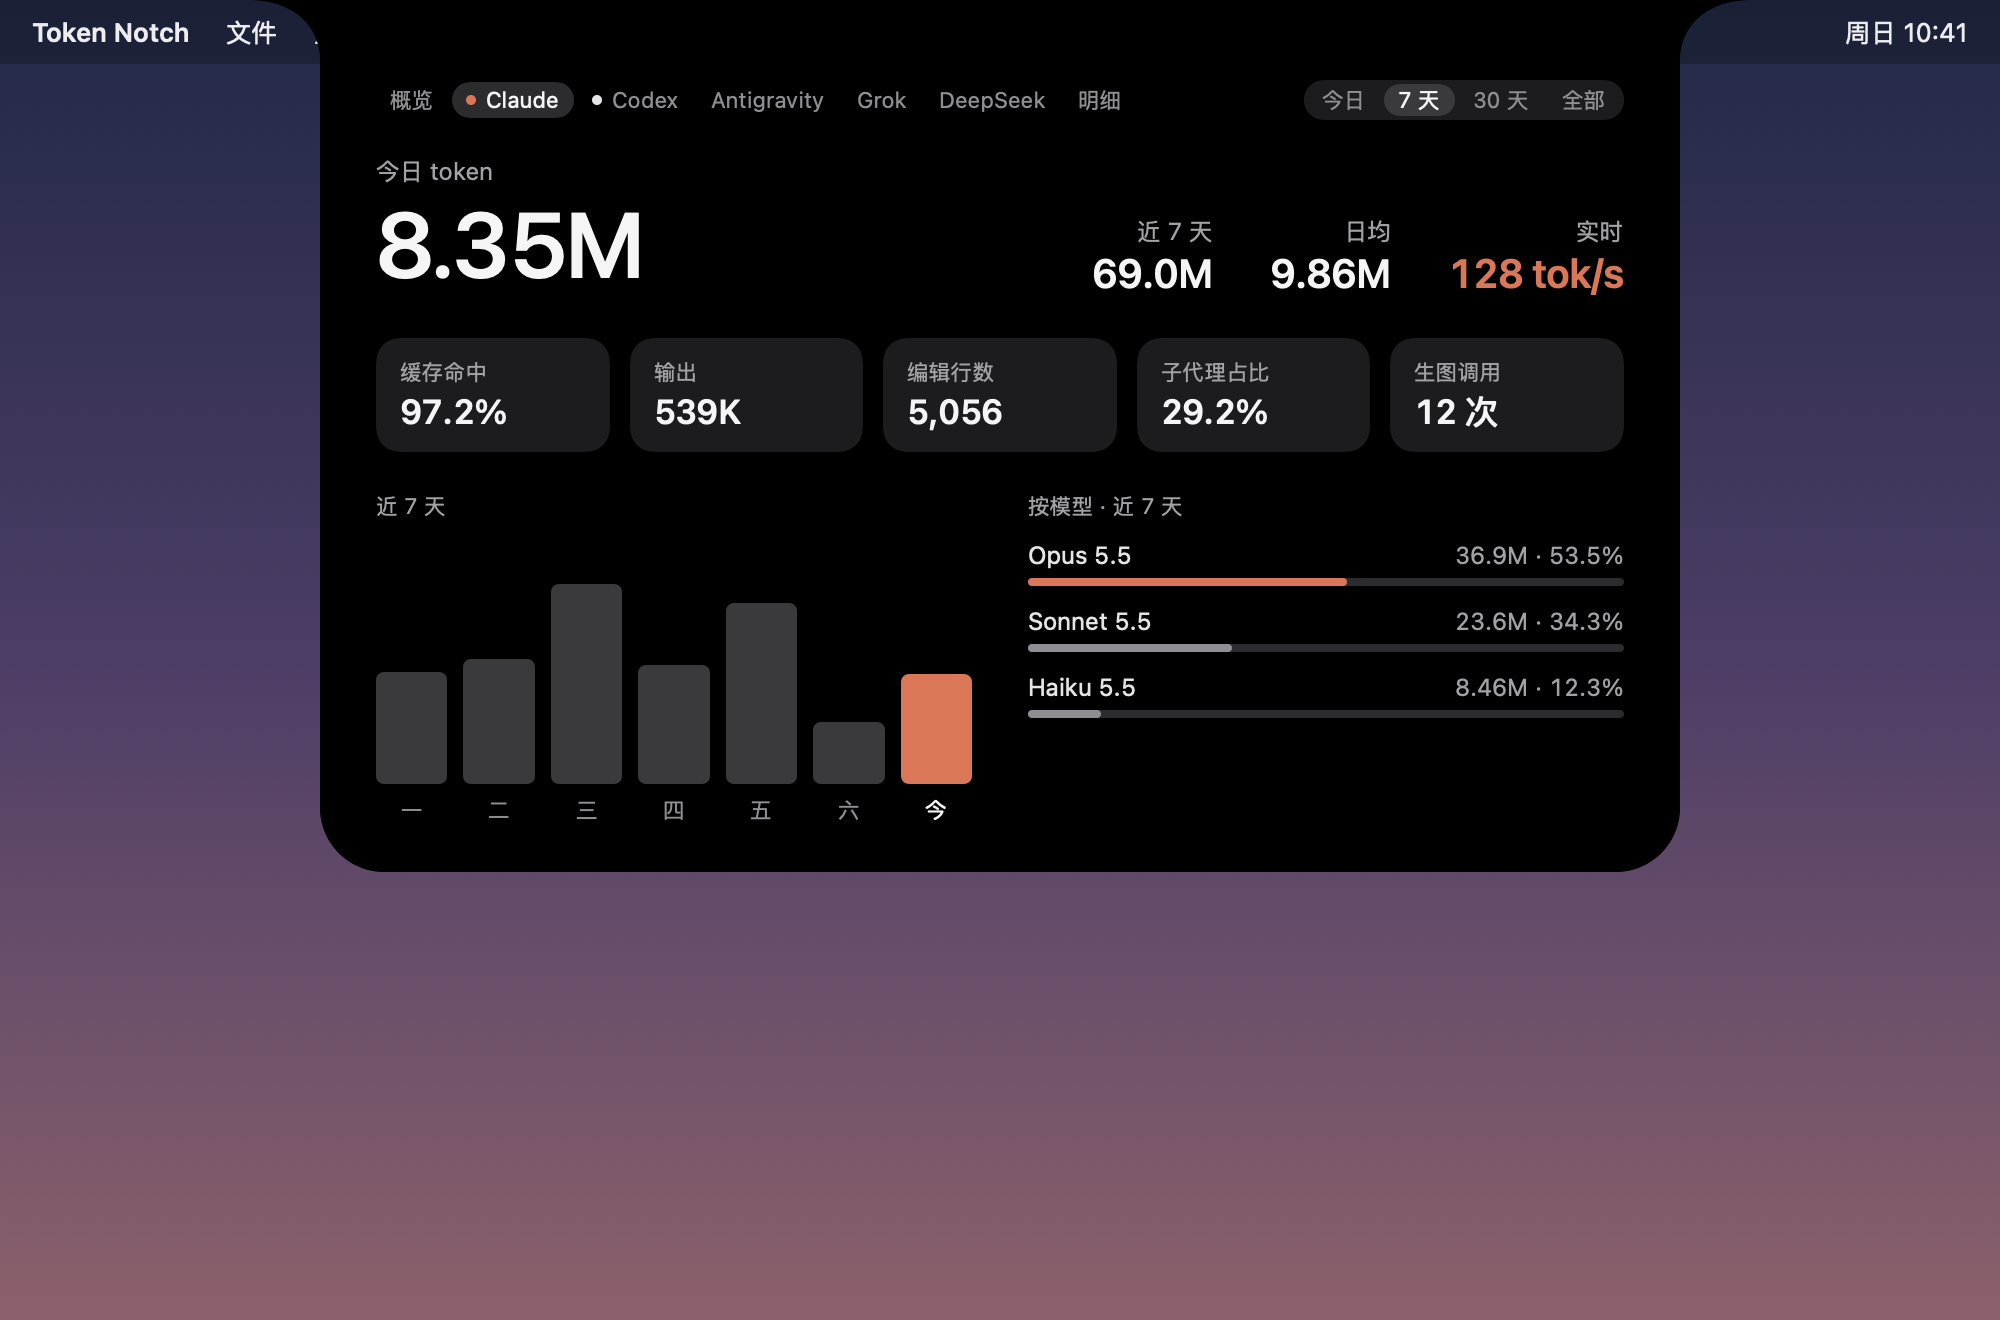 Token Notch 文件 周日 10:41
概览 Claude Codex Antigravity Grok DeepSeek 明细 今日 7 天 30 天 全部
今日 token
8.35M
近 7 天 日均 实时
69.0M 9.86M 128 tok/s
缓存命中 输出 编辑行数 子代理占比 生图调用
97.2% 539K 5,056 29.2% 12 次
近 7 天
按模型 · 近 7 天
Opus 5.5 36.9M · 53.5%
Sonnet 5.5 23.6M · 34.3%
Haiku 5.5 8.46M · 12.3%
一 二 三 四 五 六 今